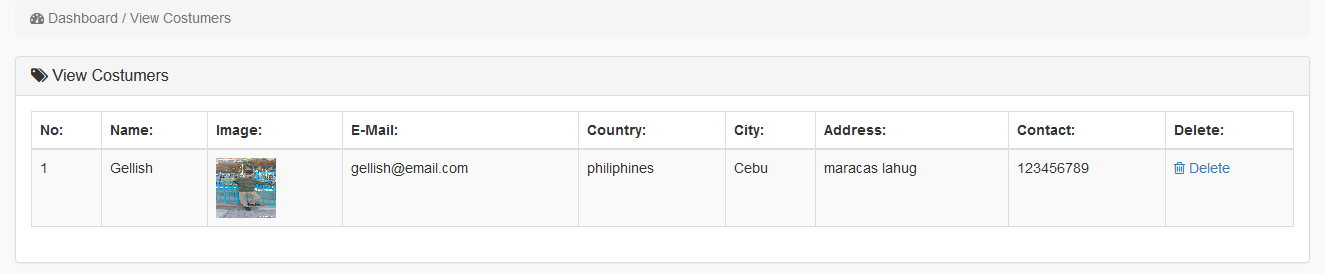 Dashboard / View Costumers
View Costumers
No: Name: Image: E-Mail: Country: City: Address: Contact: Delete:
1 Gellish gellish@email.com philiphines Cebu maracas lahug 123456789 Delete